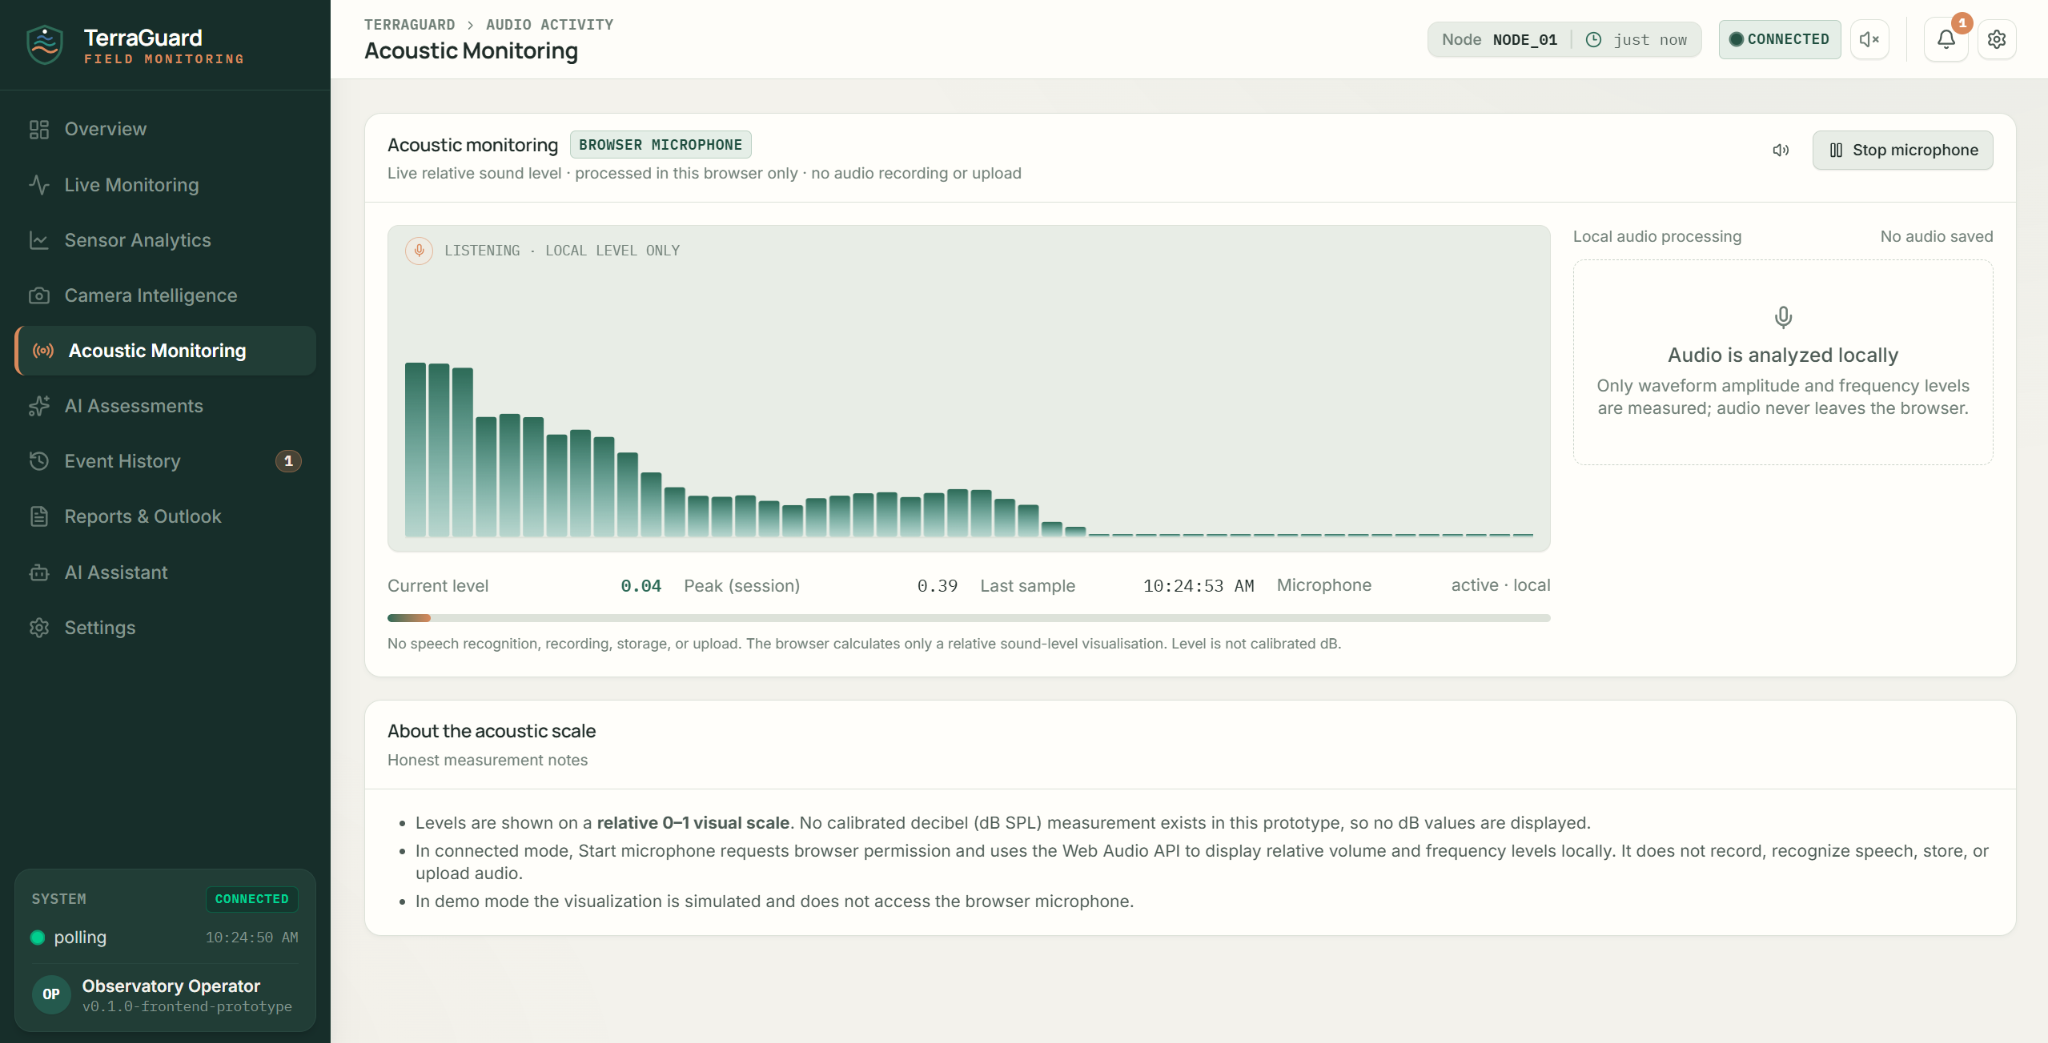 TerraGuard
FIELD MONITORING
Overview
Live Monitoring
Sensor Analytics
Camera Intelligence
Acoustic Monitoring
AI Assessments
Event History 1
Reports & Outlook
AI Assistant
Settings
SYSTEM CONNECTED
polling 10:24:50 AM
OP
Observatory Operator
v0.1.0-frontend-prototype
TERRAGUARD > AUDIO ACTIVITY
Acoustic Monitoring
Node NODE_01 just now
CONNECTED
1
Acoustic monitoring BROWSER MICROPHONE
Live relative sound level · processed in this browser only · no audio recording or upload
Stop microphone
LISTENING · LOCAL LEVEL ONLY
Current level 0.04 Peak (session) 0.39 Last sample 10:24:53 AM Microphone active · local
No speech recognition, recording, storage, or upload. The browser calculates only a relative sound-level visualisation. Level is not calibrated dB.
Local audio processing No audio saved
Audio is analyzed locally
Only waveform amplitude and frequency levels
are measured; audio never leaves the browser.
About the acoustic scale
Honest measurement notes
• Levels are shown on a relative 0–1 visual scale. No calibrated decibel (dB SPL) measurement exists in this prototype, so no dB values are displayed.
• In connected mode, Start microphone requests browser permission and uses the Web Audio API to display relative volume and frequency levels locally. It does not record, recognize speech, store, or
upload audio.
• In demo mode the visualization is simulated and does not access the browser microphone.